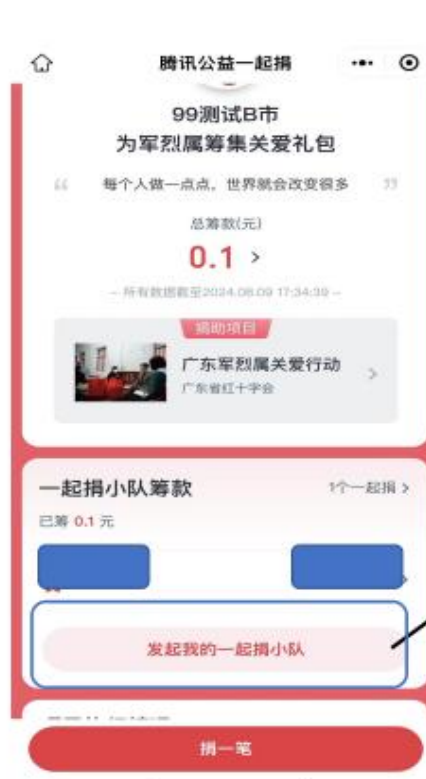 腾讯公益一起捐
99测试B市
为军烈属筹集关爱礼包
“ 每个人做一点点，世界就会改变很多 ”
总筹款(元)
0.1 >
-- 所有数据截至2024.08.09 17:34:39 --
捐助项目
广东军烈属关爱行动 >
广东省红十字会
一起捐小队筹款 1个一起捐 >
已筹 0.1 元
发起我的一起捐小队
捐一笔